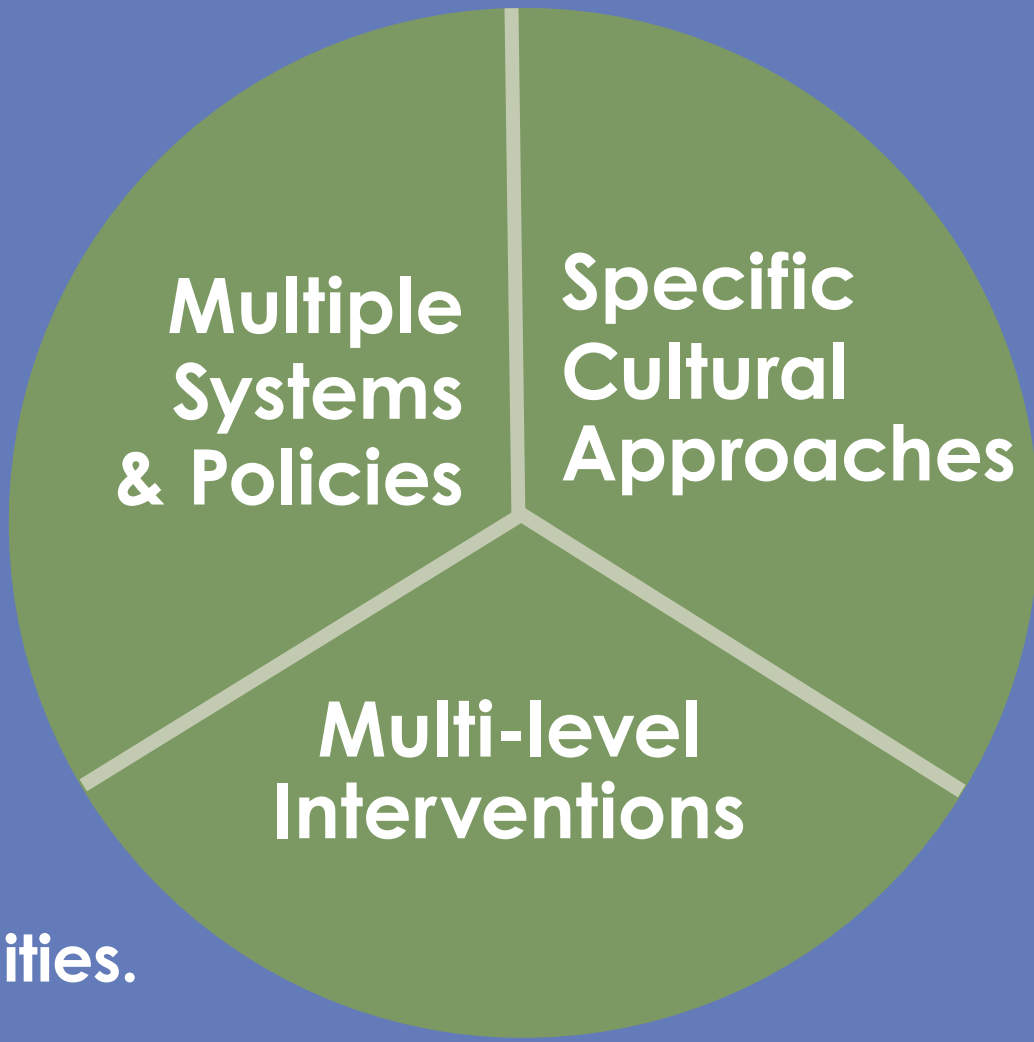 Multiple
Systems
& Policies
Specific
Cultural
Approaches
Multi-level
Interventions
ities.